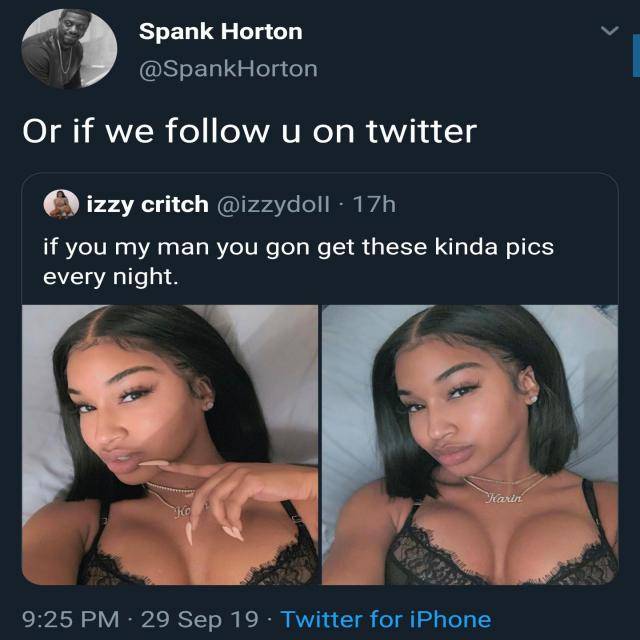 Spank Horton
@SpankHorton
Or if we follow u on twitter
izzy critch @izzydoll · 17h
if you my man you gon get these kinda pics
every night.
Karin
9:25 PM · 29 Sep 19 · Twitter for iPhone